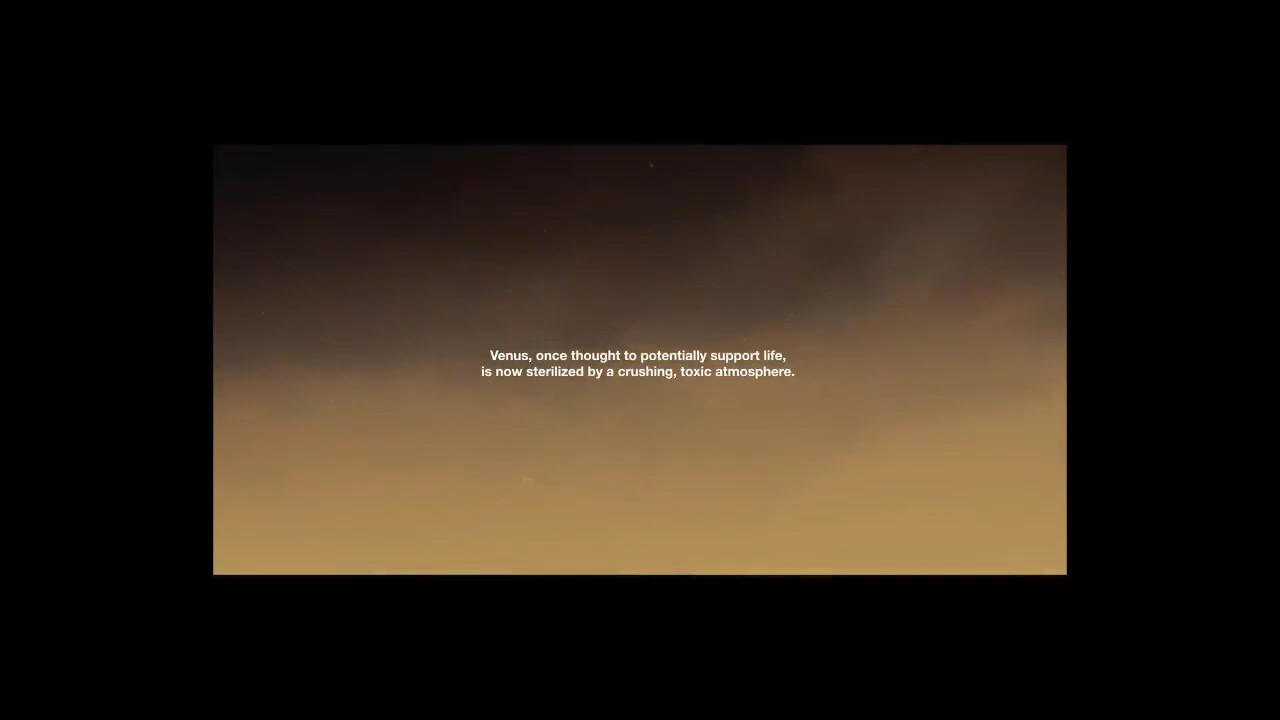 Venus, once thought to potentially support life,
is now sterilized by a crushing, toxic atmosphere.